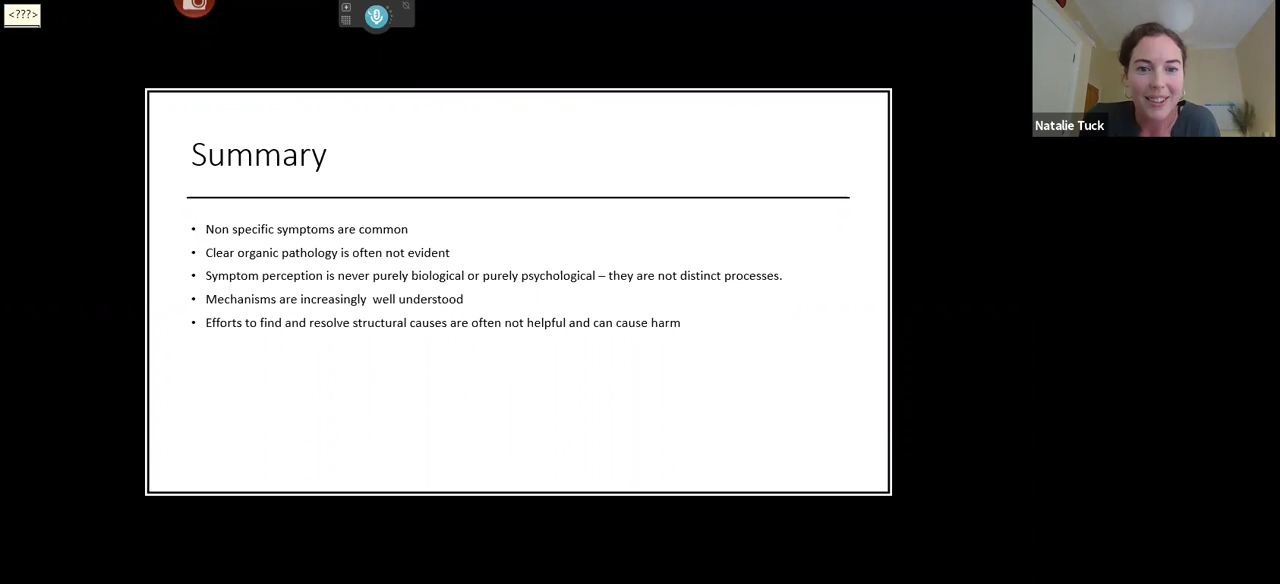 <???>
Natalie Tuck
Summary
• Non specific symptoms are common
• Clear organic pathology is often not evident
• Symptom perception is never purely biological or purely psychological – they are not distinct processes.
• Mechanisms are increasingly  well understood
• Efforts to find and resolve structural causes are often not helpful and can cause harm